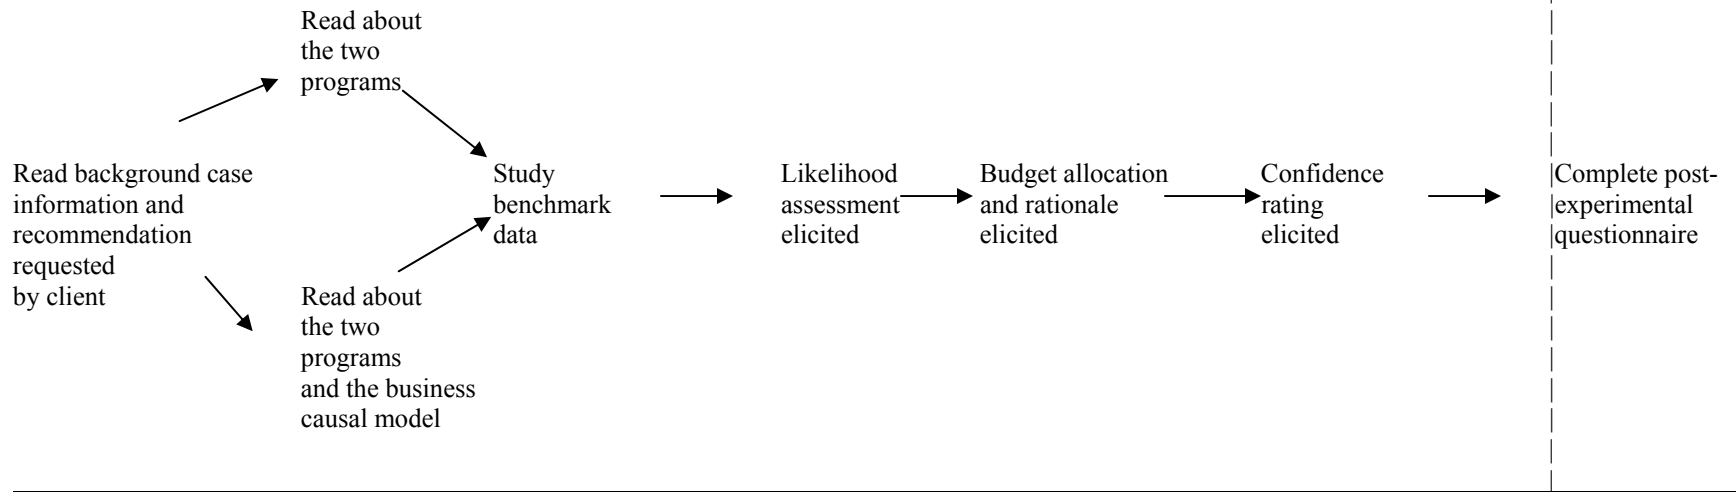 Read about
the two
programs
Read background case
information and
recommendation
requested
by client
Read about
the two
programs
and the business
causal model
Study
benchmark
data
Likelihood
assessment
elicited
Budget allocation
and rationale
elicited
Confidence
rating
elicited
Complete post-
experimental
questionnaire